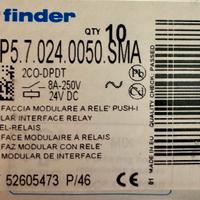 finder
QTY 10
P5.7.024.0050.SMA
2CO-DPDT
8A-250V
24V DC
FACCIA MODULARE A RELE' PUSH-I
LAR INTERFACE RELAY
EL-RELAIS
FACE MODULAIRE A RELAIS
FAZ MODULAR CON RELE'
MODULAR DE INTERFACE
52605473 P/46
QUALITY CHECK: PASSED
01
MADE IN